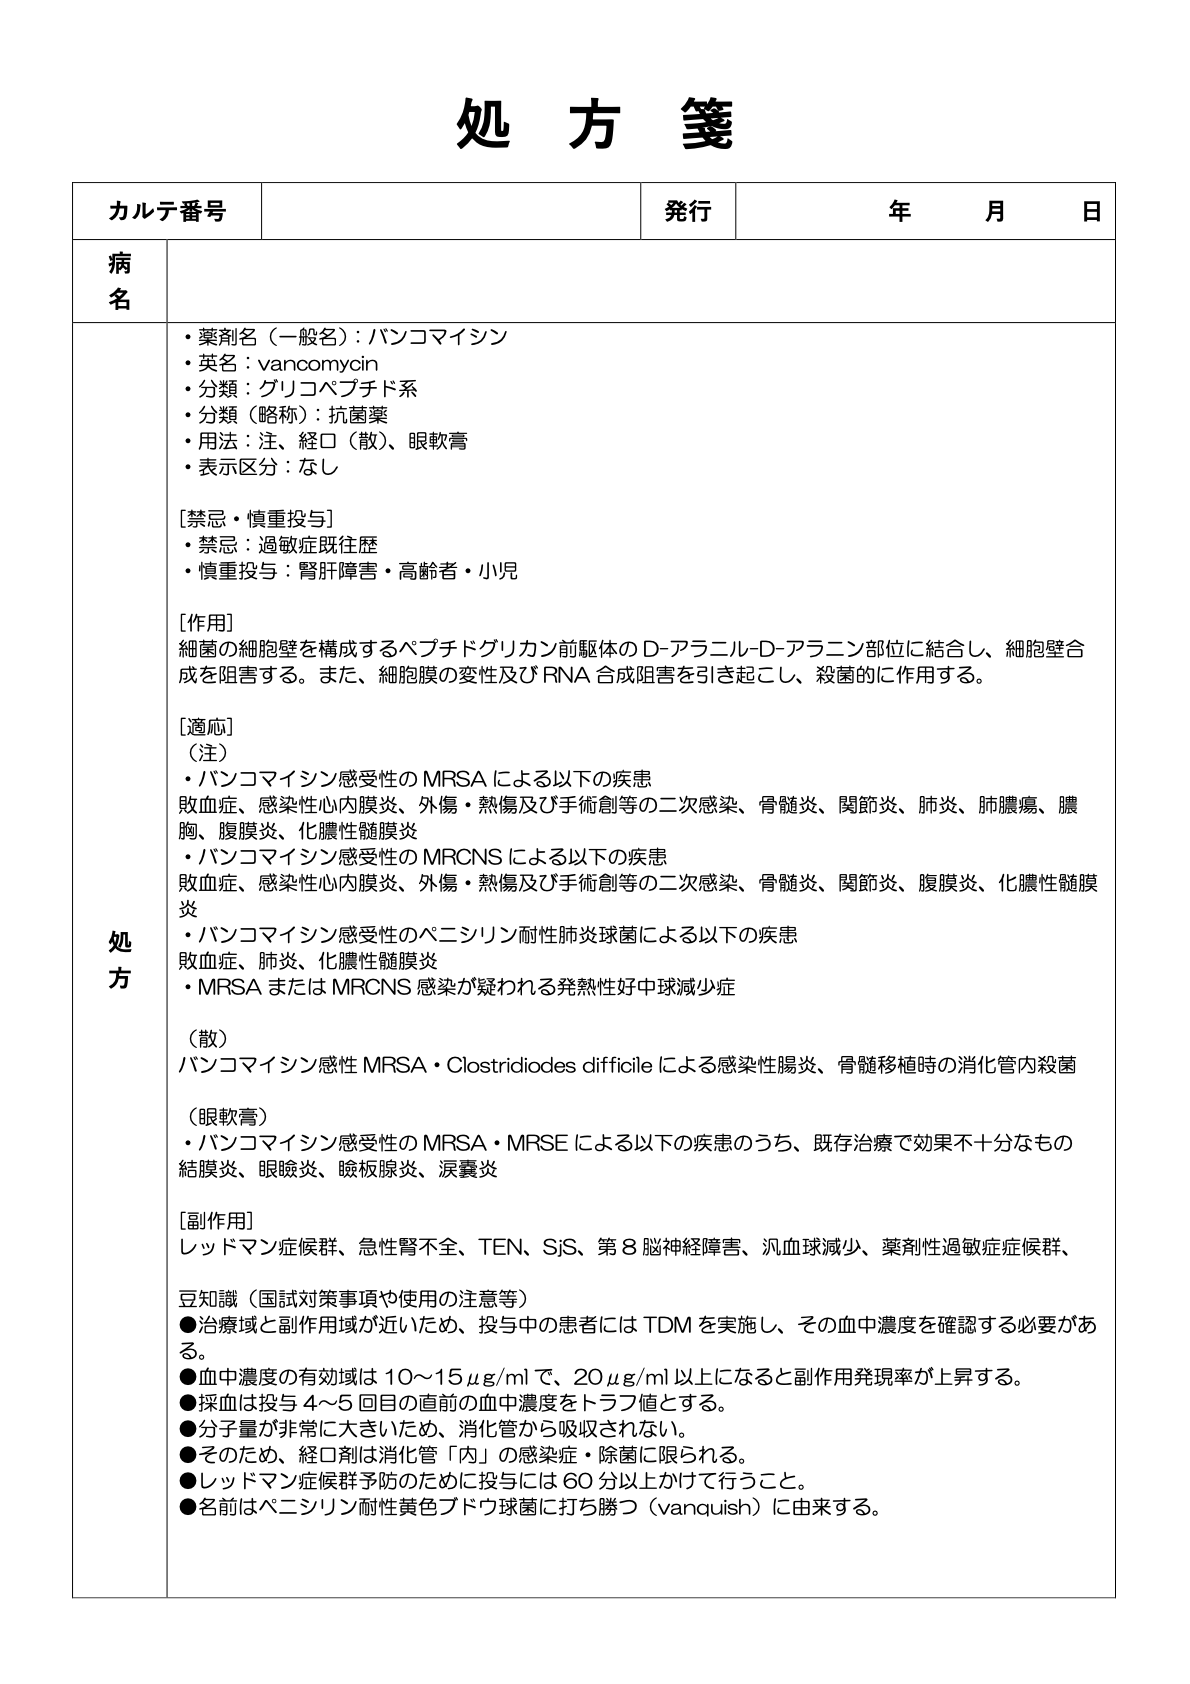 処 方 箋
カルテ番号 発行 年 月 日
病
名
・薬剤名（一般名）：バンコマイシン
・英名：vancomycin
・分類：グリコペプチド系
・分類（略称）：抗菌薬
・用法：注、経口（散）、眼軟膏
・表示区分：なし
[禁忌・慎重投与]
・禁忌：過敏症既往歴
・慎重投与：腎肝障害・高齢者・小児
[作用]
細菌の細胞壁を構成するペプチドグリカン前駆体の D-アラニル-D-アラニン部位に結合し、細胞壁合
成を阻害する。また、細胞膜の変性及び RNA 合成阻害を引き起こし、殺菌的に作用する。
[適応]
（注）
・バンコマイシン感受性の MRSA による以下の疾患
敗血症、感染性心内膜炎、外傷・熱傷及び手術創等の二次感染、骨髄炎、関節炎、肺炎、肺膿瘍、膿
胸、腹膜炎、化膿性髄膜炎
・バンコマイシン感受性の MRCNS による以下の疾患
敗血症、感染性心内膜炎、外傷・熱傷及び手術創等の二次感染、骨髄炎、関節炎、腹膜炎、化膿性髄膜
炎
・バンコマイシン感受性のペニシリン耐性肺炎球菌による以下の疾患
敗血症、肺炎、化膿性髄膜炎
・MRSA または MRCNS 感染が疑われる発熱性好中球減少症
処
方
（散）
バンコマイシン感性 MRSA・Clostridiodes difficile による感染性腸炎、骨髄移植時の消化管内殺菌
（眼軟膏）
・バンコマイシン感受性の MRSA・MRSE による以下の疾患のうち、既存治療で効果不十分なもの
結膜炎、眼瞼炎、瞼板腺炎、涙嚢炎
[副作用]
レッドマン症候群、急性腎不全、TEN、SjS、第 8 脳神経障害、汎血球減少、薬剤性過敏症症候群、
豆知識（国試対策事項や使用の注意等）
●治療域と副作用域が近いため、投与中の患者には TDM を実施し、その血中濃度を確認する必要があ
る。
●血中濃度の有効域は 10〜15μg/ml で、20μg/ml 以上になると副作用発現率が上昇する。
●採血は投与 4〜5 回目の直前の血中濃度をトラフ値とする。
●分子量が非常に大きいため、消化管から吸収されない。
●そのため、経口剤は消化管「内」の感染症・除菌に限られる。
●レッドマン症候群予防のために投与には 60 分以上かけて行うこと。
●名前はペニシリン耐性黄色ブドウ球菌に打ち勝つ（vanquish）に由来する。